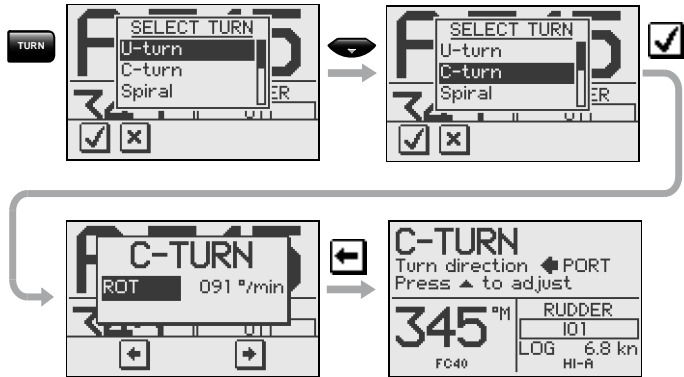 TURN
SELECT TURN
U-turn
C-turn
Spiral
SELECT TURN
U-turn
C-turn
Spiral
C-TURN
ROT 091 °/min
C-TURN
Turn direction PORT
Press ▲ to adjust
345 °M
FC40
RUDDER
LOG 6.8 kn
HI-A